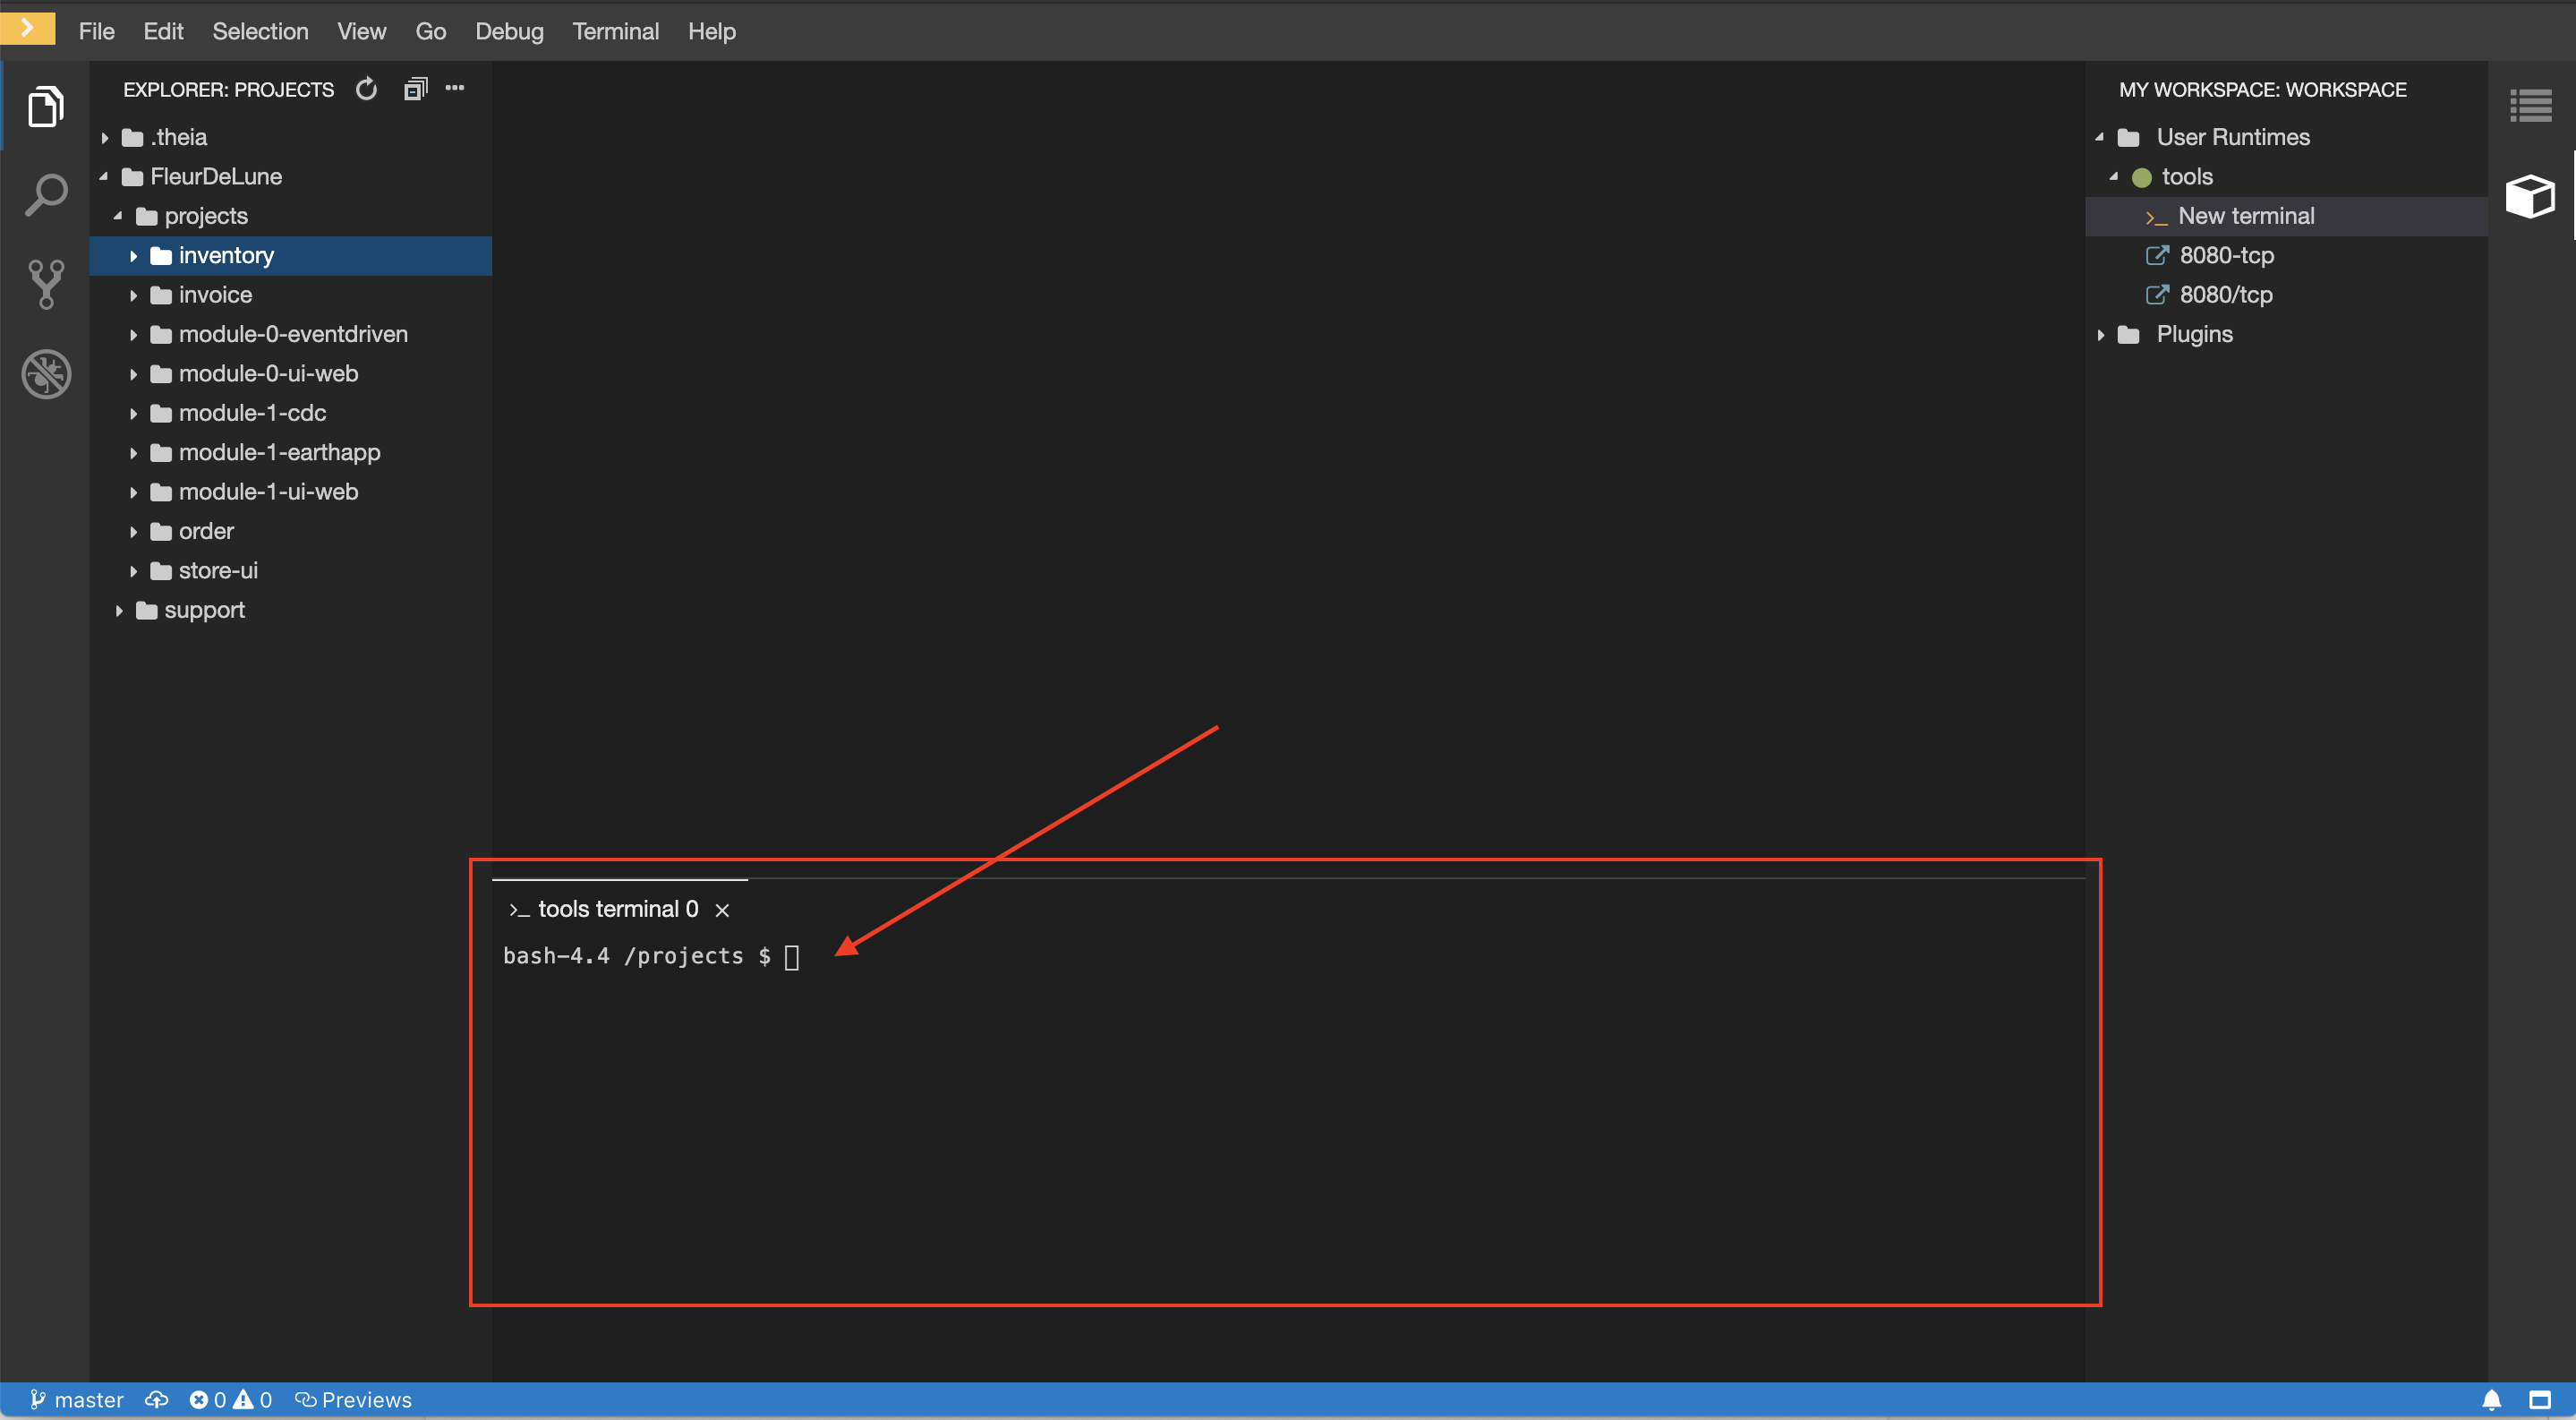 File Edit Selection View Go Debug Terminal Help
EXPLORER: PROJECTS
.theia
FleurDeLune
projects
inventory
invoice
module-0-eventdriven
module-0-ui-web
module-1-cdc
module-1-earthapp
module-1-ui-web
order
store-ui
support
>_ tools terminal 0 ×
bash-4.4 /projects $
MY WORKSPACE: WORKSPACE
User Runtimes
tools
>_ New terminal
8080-tcp
8080/tcp
Plugins
master 0 0 Previews